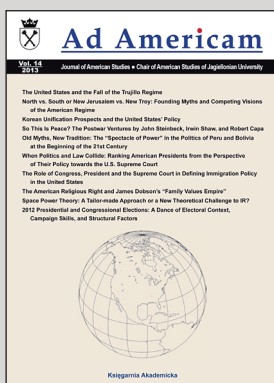 Ad Americam
Vol. 14
2013
Journal of American Studies ● Chair of American Studies of Jagiellonian University
The United States and the Fall of the Trujillo Regime
North vs. South or New Jerusalem vs. New Troy: Founding Myths and Competing Visions
of the American Regime
Korean Unification Prospects and the United States' Policy
So This Is Peace? The Postwar Ventures by John Steinbeck, Irwin Shaw, and Robert Capa
Old Myths, New Tradition: The "Spectacle of Power" in the Politics of Peru and Bolivia
at the Beginning of the 21st Century
When Politics and Law Collide: Ranking American Presidents from the Perspective
of Their Policy towards the U.S. Supreme Court
The Role of Congress, President and the Supreme Court in Defining Immigration Policy
in the United States
The American Religious Right and James Dobson's "Family Values Empire"
Space Power Theory: A Tailor-made Approach or a New Theoretical Challenge to IR?
2012 Presidential and Congressional Elections: A Dance of Electoral Context,
Campaign Skills, and Structural Factors
Księgarnia Akademicka